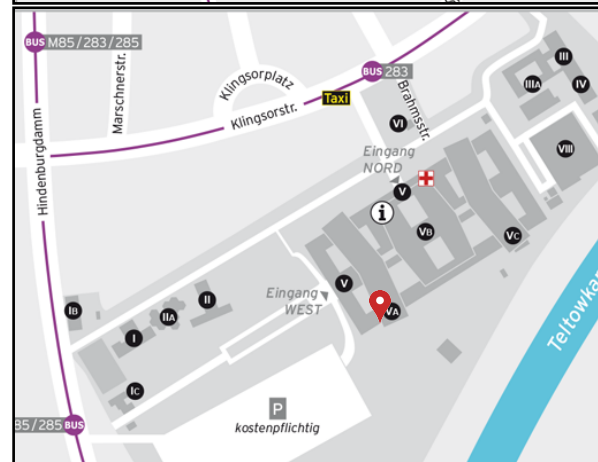 BUS M85/283/285
Marschnerstr.
Klingsorplatz
BUS 283
Taxi
Klingsorstr.
Brahmsstr.
Hindenburgdamm
III
IIIA
IV
VI
VIII
Eingang
NORD
V
i
VB
VC
V
Eingang
WEST
VA
IB
II
IIA
I
IC
Teltowkan
P
kostenpflichtig
85/285 BUS